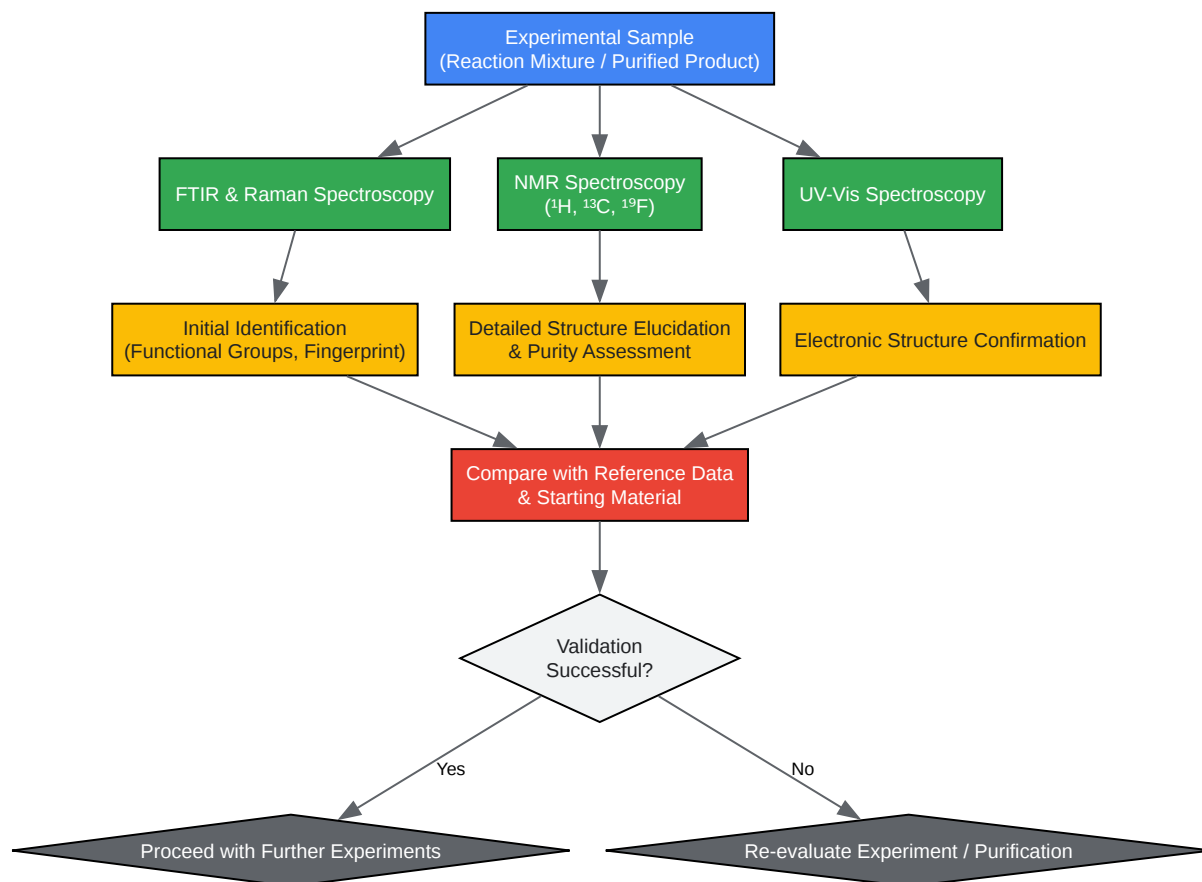 Experimental Sample
(Reaction Mixture / Purified Product)
FTIR & Raman Spectroscopy
NMR Spectroscopy
(¹H, ¹³C, ¹⁹F)
UV-Vis Spectroscopy
Initial Identification
(Functional Groups, Fingerprint)
Detailed Structure Elucidation
& Purity Assessment
Electronic Structure Confirmation
Compare with Reference Data
& Starting Material
Validation
Successful?
Yes
No
Proceed with Further Experiments
Re-evaluate Experiment / Purification